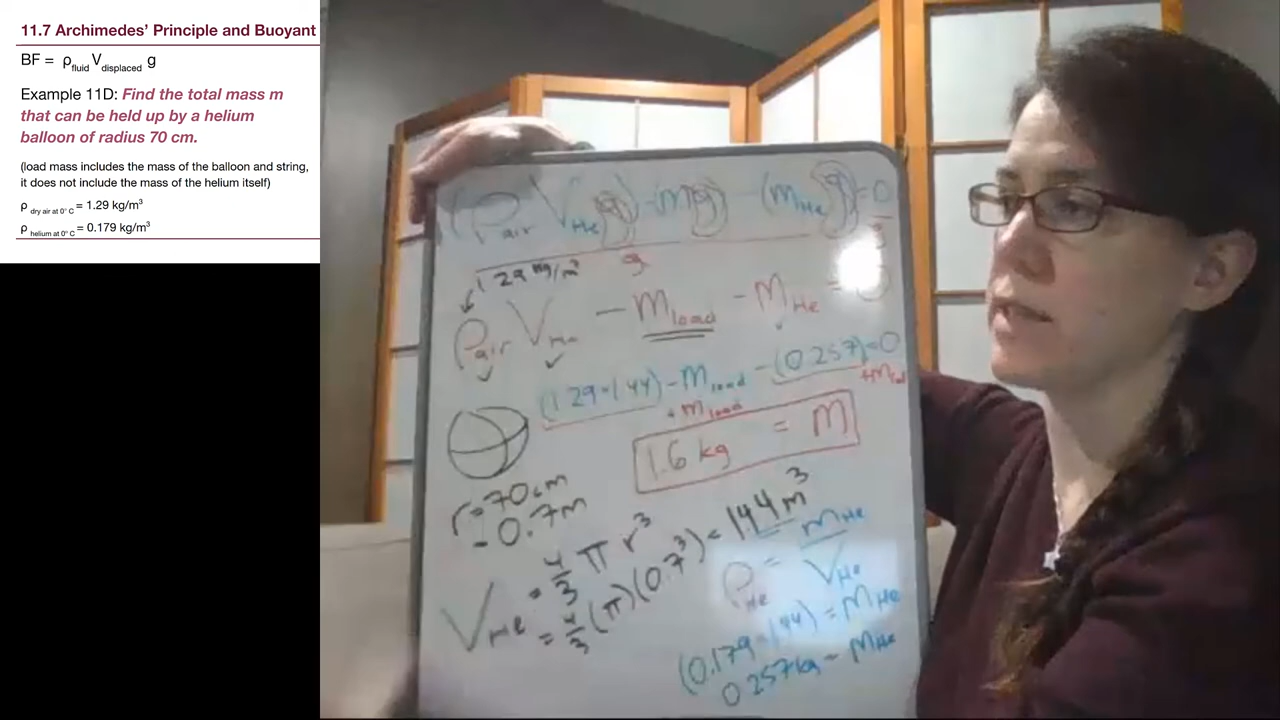 11.7 Archimedes' Principle and Buoyant
BF = ρfluid Vdisplaced g
Example 11D: Find the total mass m
that can be held up by a helium
balloon of radius 70 cm.
(load mass includes the mass of the balloon and string,
it does not include the mass of the helium itself)
ρ dry air at 0° C = 1.29 kg/m³
ρ helium at 0° C = 0.179 kg/m³
(ρair VHe g) - (mg) - (mHe g) = 0
g g
1.29 kg/m³
ρair VHe - mload - mHe = 0
(1.29·1.44) - mload - (0.257) = 0
+ mload +mload
1.6 kg = m
r = 70cm
= 0.7m
VHe = 4/3 π r³
= 4/3 (π)(0.7³) = 1.44 m³
ρHe = mHe / VHe
(0.179·1.44) = mHe
0.257kg = mHe